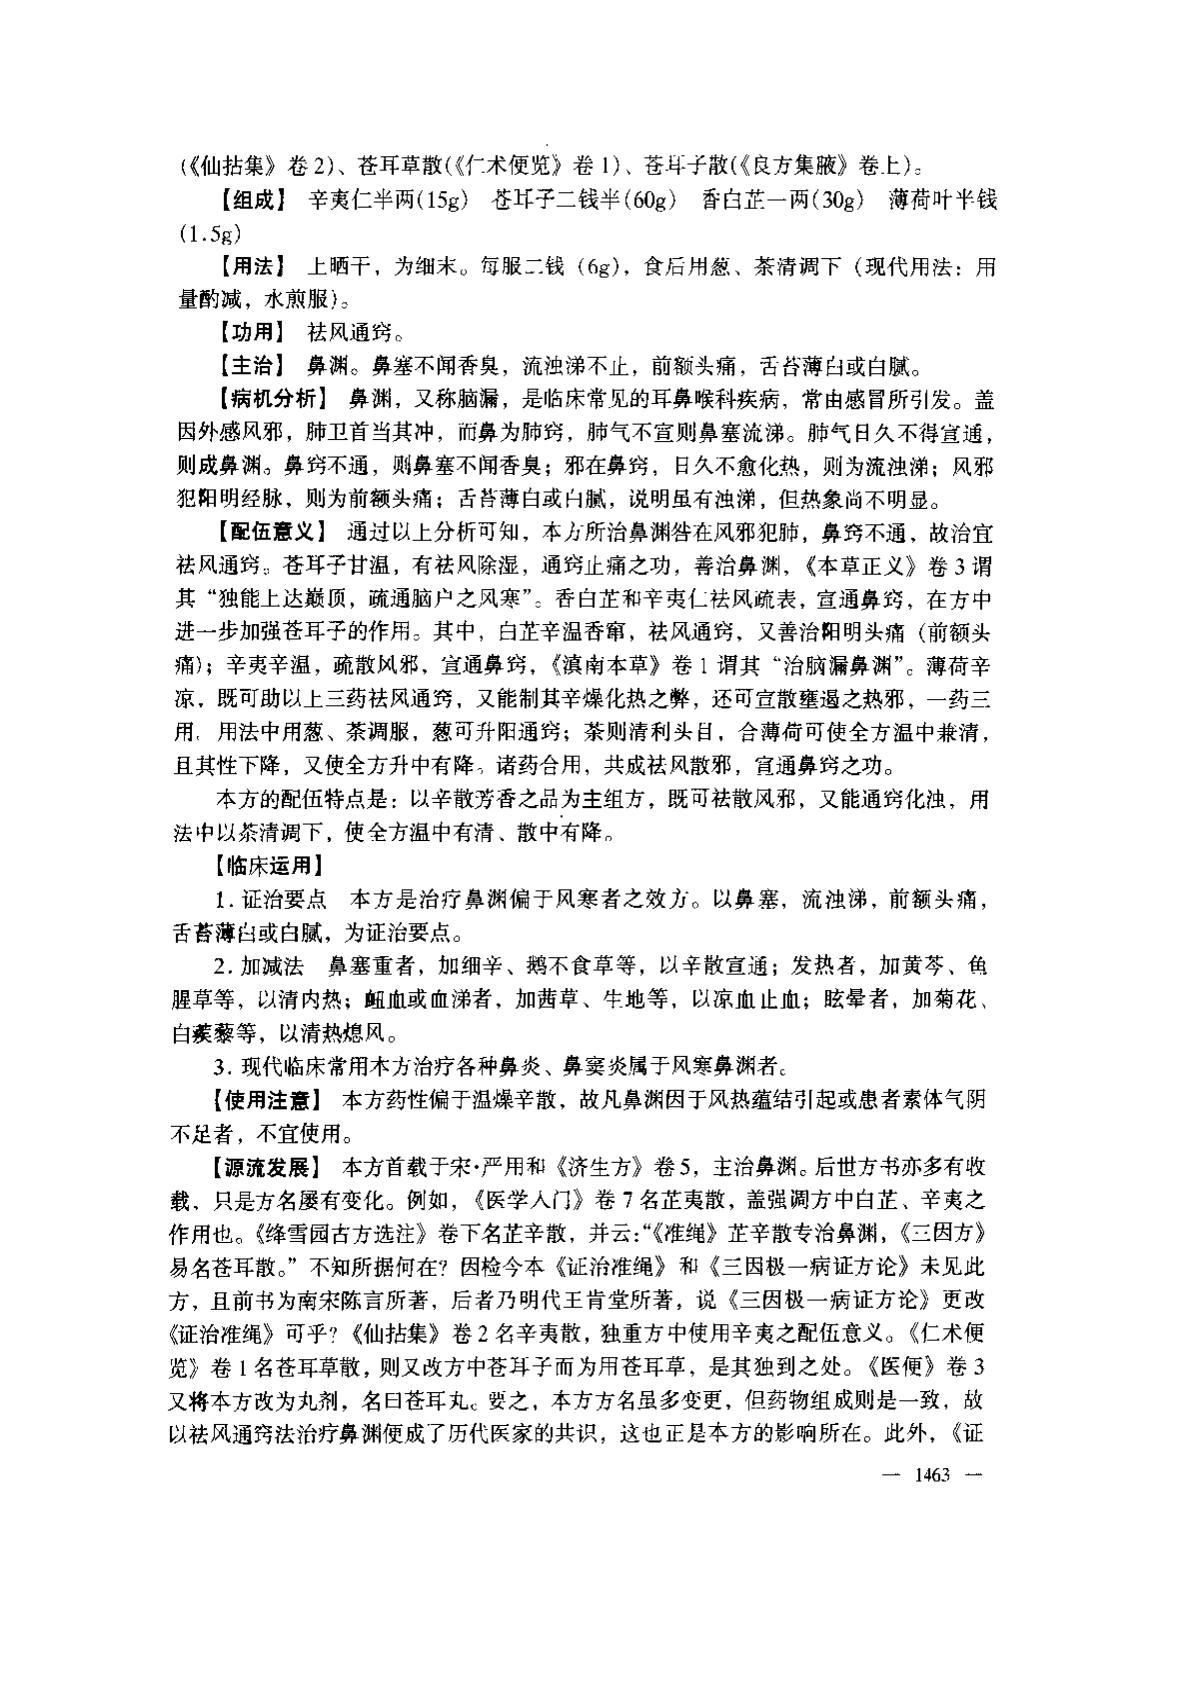 (《仙拈集》卷2)、苍耳草散(《仁术便览》卷1)、苍耳子散(《良方集腋》卷上)。
【组成】 辛夷仁半两(15g) 苍耳子二钱半(60g) 香白芷一两(30g) 薄荷叶半钱
(1.5g)
【用法】 上晒干，为细末。每服二钱(6g)，食后用葱、茶清调下(现代用法：用
量酌减，水煎服)。
【功用】 祛风通窍。
【主治】 鼻渊。鼻塞不闻香臭，流浊涕不止，前额头痛，舌苔薄白或白腻。
【病机分析】 鼻渊，又称脑漏，是临床常见的耳鼻喉科疾病，常由感冒所引发。盖
因外感风邪，肺卫首当其冲，而鼻为肺窍，肺气不宣则鼻塞流涕。肺气日久不得宣通，
则成鼻渊。鼻窍不通，则鼻塞不闻香臭；邪在鼻窍，日久不愈化热，则为流浊涕；风邪
犯阳明经脉，则为前额头痛；舌苔薄白或白腻，说明虽有浊涕，但热象尚不明显。
【配伍意义】 通过以上分析可知，本方所治鼻渊咎在风邪犯肺，鼻窍不通，故治宜
祛风通窍。苍耳子甘温，有祛风除湿，通窍止痛之功，善治鼻渊，《本草正义》卷3谓
其“独能上达巅顶，疏通脑户之风寒”。香白芷和辛夷仁祛风疏表，宣通鼻窍，在方中
进一步加强苍耳子的作用。其中，白芷辛温香窜，祛风通窍，又善治阳明头痛(前额头
痛)；辛夷辛温，疏散风邪，宣通鼻窍，《滇南本草》卷1谓其“治脑漏鼻渊”。薄荷辛
凉，既可助以上三药祛风通窍，又能制其辛燥化热之弊，还可宣散壅遏之热邪，一药三
用，用法中用葱、茶调服，葱可升阳通窍；茶则清利头目，合薄荷可使全方温中兼清，
且其性下降，又使全方升中有降。诸药合用，共成祛风散邪，宣通鼻窍之功。
本方的配伍特点是：以辛散芳香之品为主组方，既可祛散风邪，又能通窍化浊，用
法中以茶清调下，使全方温中有清、散中有降。
【临床运用】
1. 证治要点 本方是治疗鼻渊偏于风寒者之效方。以鼻塞，流浊涕，前额头痛，
舌苔薄白或白腻，为证治要点。
2. 加减法 鼻塞重者，加细辛、鹅不食草等，以辛散宣通；发热者，加黄芩、鱼
腥草等，以清内热；衄血或血涕者，加茜草、生地等，以凉血止血；眩晕者，加菊花、
白蒺藜等，以清热熄风。
3. 现代临床常用本方治疗各种鼻炎、鼻窦炎属于风寒鼻渊者。
【使用注意】 本方药性偏于温燥辛散，故凡鼻渊因于风热蕴结引起或患者素体气阴
不足者，不宜使用。
【源流发展】 本方首载于宋·严用和《济生方》卷5，主治鼻渊。后世方书亦多有收
载，只是方名屡有变化。例如，《医学入门》卷7名芷夷散，盖强调方中白芷、辛夷之
作用也。《绛雪园古方选注》卷下名芷辛散，并云：“《准绳》芷辛散专治鼻渊，《三因方》
易名苍耳散。”不知所据何在？因检今本《证治准绳》和《三因极一病证方论》未见此
方，且前书为南宋陈言所著，后者乃明代王肯堂所著，说《三因极一病证方论》更改
《证治准绳》可乎？《仙拈集》卷2名辛夷散，独重方中使用辛夷之配伍意义。《仁术便
览》卷1名苍耳草散，则又改方中苍耳子而为用苍耳草，是其独到之处。《医便》卷3
又将本方改为丸剂，名曰苍耳丸。要之，本方方名虽多变更，但药物组成则是一致，故
以祛风通窍法治疗鼻渊便成了历代医家的共识，这也正是本方的影响所在。此外，《证
— 1463 —